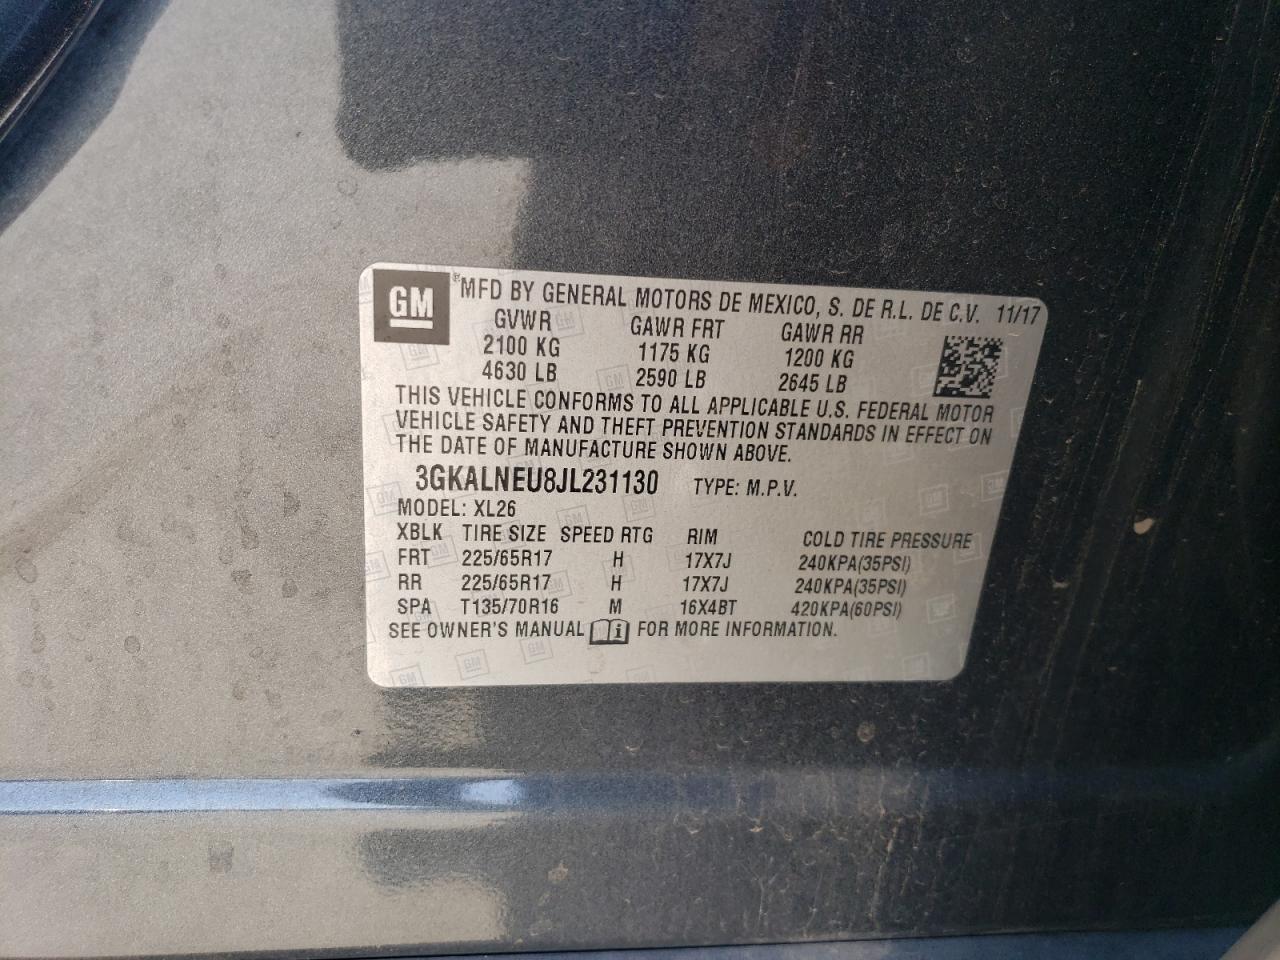 GM ® MFD BY GENERAL MOTORS DE MEXICO, S. DE R.L. DE C.V. 11/17
GVWR GAWR FRT GAWR RR
2100 KG 1175 KG 1200 KG
4630 LB 2590 LB 2645 LB
THIS VEHICLE CONFORMS TO ALL APPLICABLE U.S. FEDERAL MOTOR
VEHICLE SAFETY AND THEFT PREVENTION STANDARDS IN EFFECT ON
THE DATE OF MANUFACTURE SHOWN ABOVE.
3GKALNEU8JL231130 TYPE: M.P.V.
MODEL: XL26
XBLK TIRE SIZE SPEED RTG RIM COLD TIRE PRESSURE
FRT 225/65R17 H 17X7J 240KPA(35PSI)
RR 225/65R17 H 17X7J 240KPA(35PSI)
SPA T135/70R16 M 16X4BT 420KPA(60PSI)
SEE OWNER'S MANUAL FOR MORE INFORMATION.